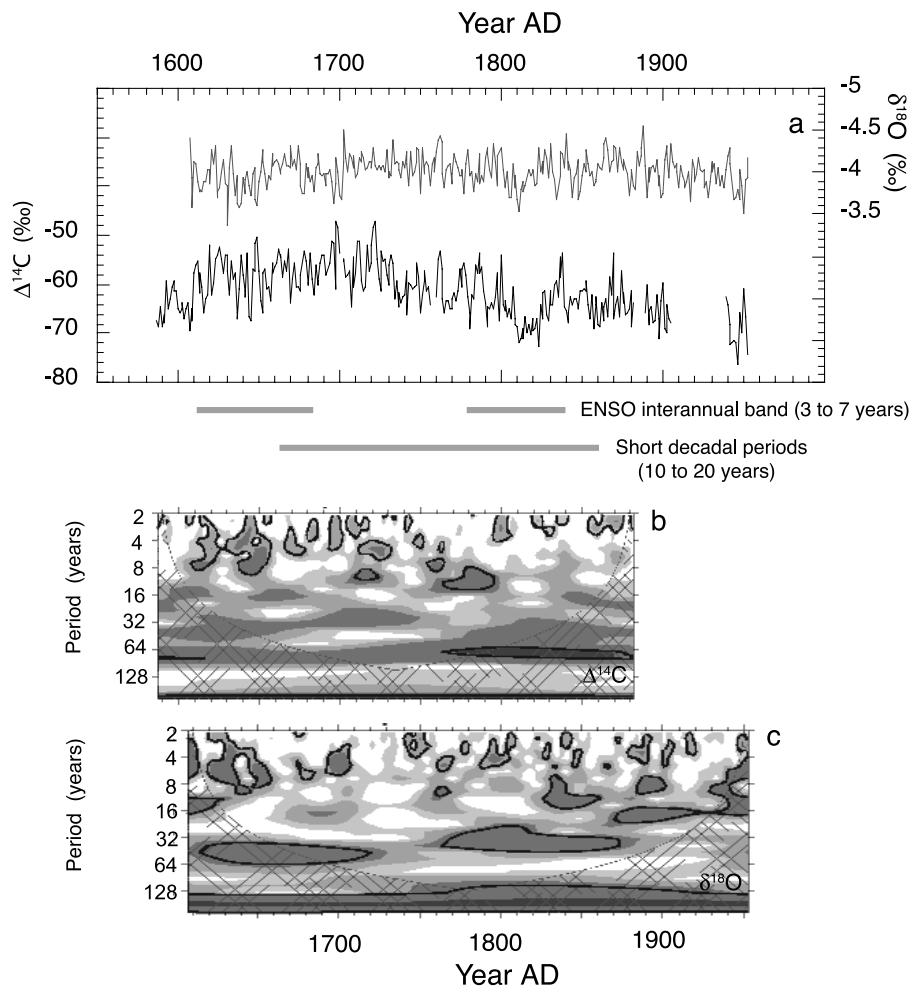 Year AD
1600 1700 1800 1900
a
-5
-4.5
-4
-3.5
δ18O (‰)
Δ14C (‰)
-50
-60
-70
-80
ENSO interannual band (3 to 7 years)
Short decadal periods
(10 to 20 years)
b
Period (years)
2
4
8
16
32
64
128
Δ14C
c
Period (years)
2
4
8
16
32
64
128
δ18O
1700 1800 1900
Year AD